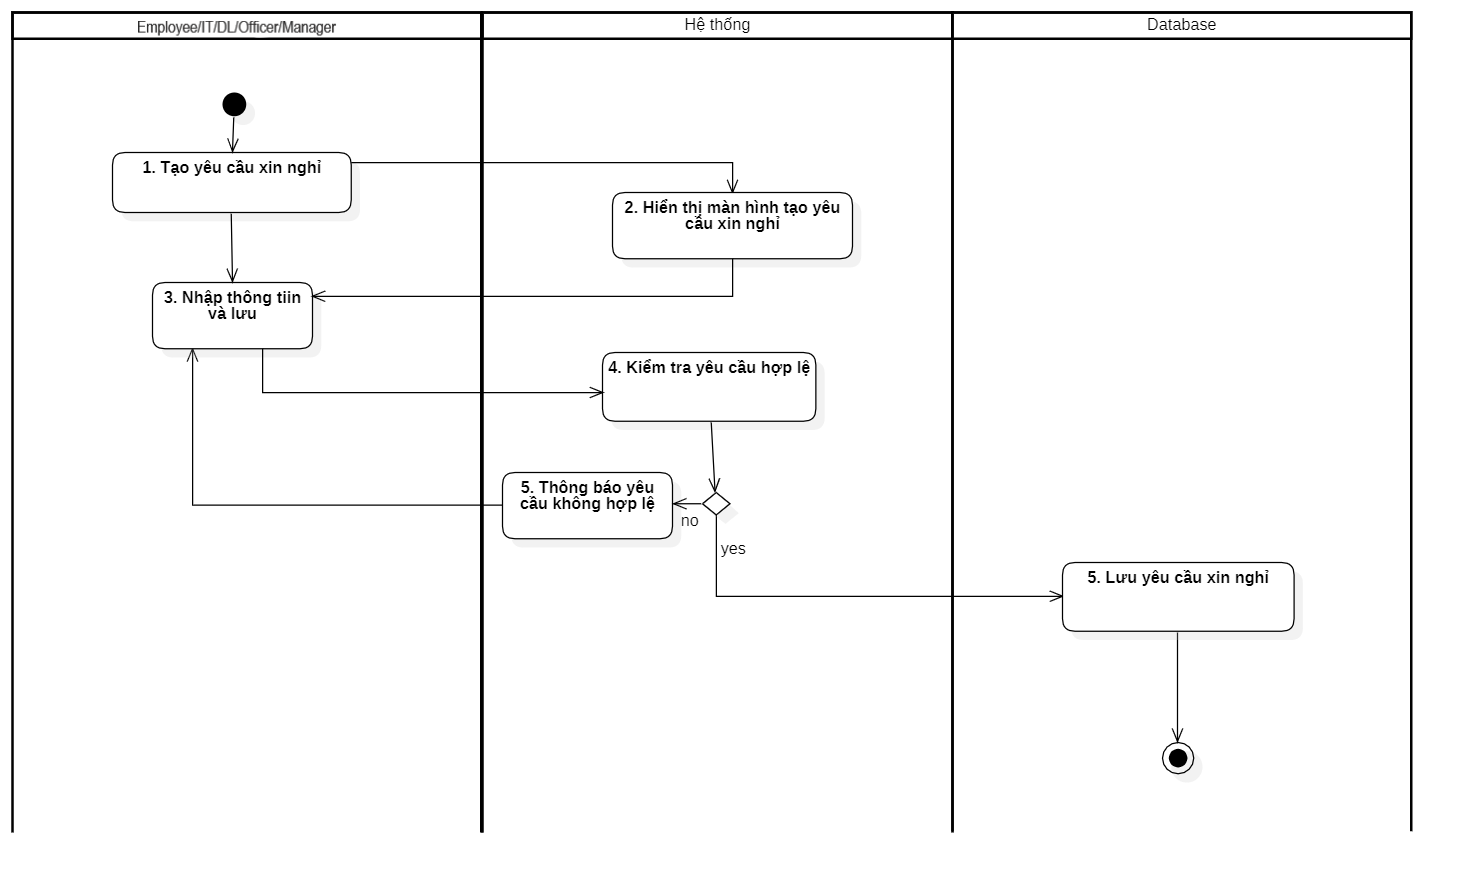 Employee/IT/DL/Officer/Manager
Hệ thống
Database
1. Tạo yêu cầu xin nghỉ
2. Hiển thị màn hình tạo yêu
cầu xin nghỉ
3. Nhập thông tiin
và lưu
4. Kiểm tra yêu cầu hợp lệ
5. Thông báo yêu
cầu không hợp lệ
no
yes
5. Lưu yêu cầu xin nghỉ